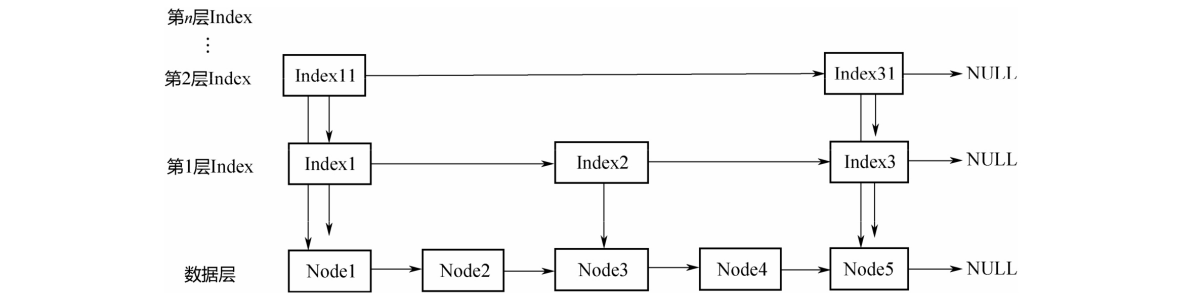 第n层Index
⋮
第2层Index Index11 Index31 NULL
第1层Index Index1 Index2 Index3 NULL
数据层 Node1 Node2 Node3 Node4 Node5 NULL